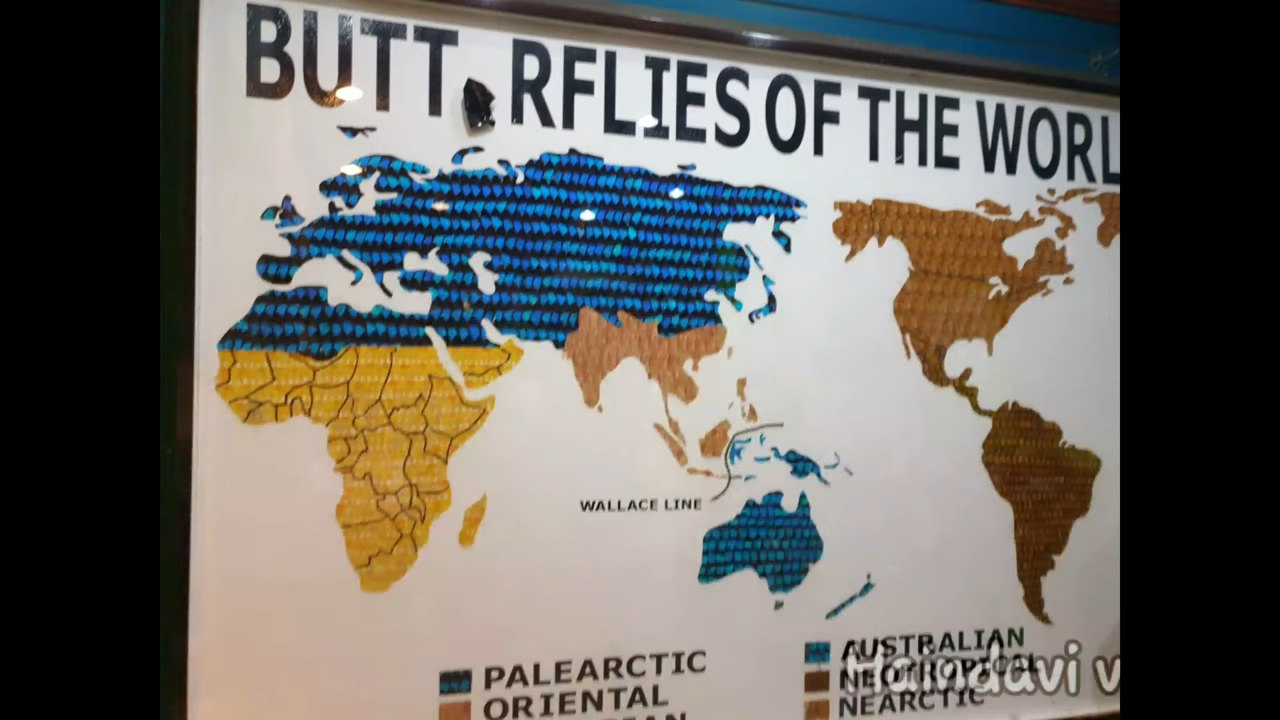 BUTT RFLIES OF THE WORL
WALLACE LINE
PALEARCTIC
ORIENTAL
AUSTRALIAN
NEOTROPICAL
NEARCTIC